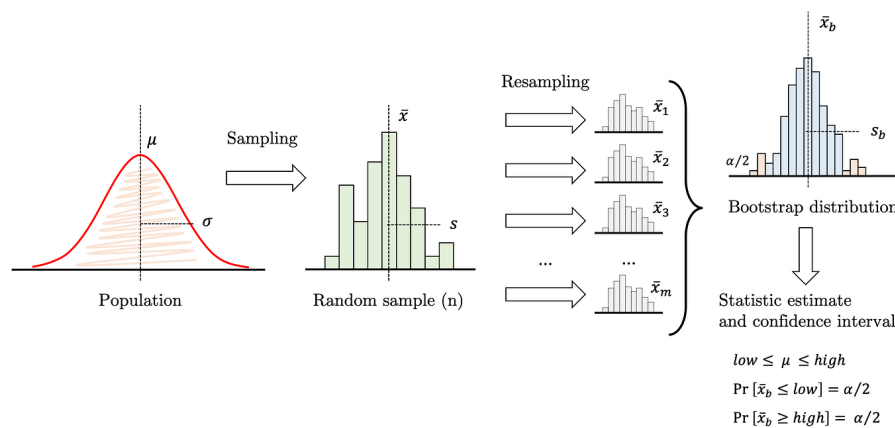 μ
σ
Population
Sampling
x̄
s
Random sample (n)
Resampling
x̄₁
x̄₂
x̄₃
...
...
x̄ₘ
x̄_b
s_b
α/2
Bootstrap distribution
Statistic estimate
and confidence interval
low ≤ μ ≤ high
Pr [x̄_b ≤ low] = α/2
Pr [x̄_b ≥ high] = α/2